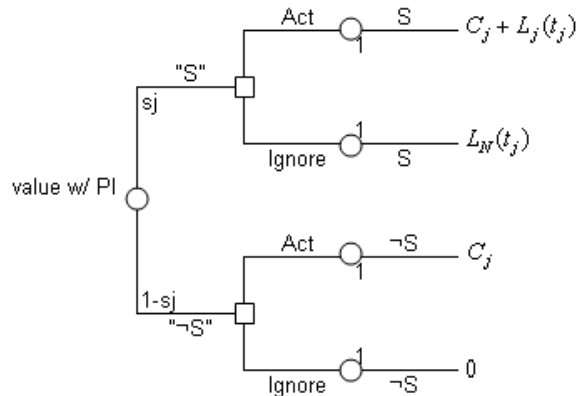 Act
1
S
C_j + L_j(t_j)
"S"
sj
Ignore
1
S
L_N(t_j)
value w/ PI
Act
1
¬S
C_j
1-sj
"¬S"
Ignore
1
¬S
0